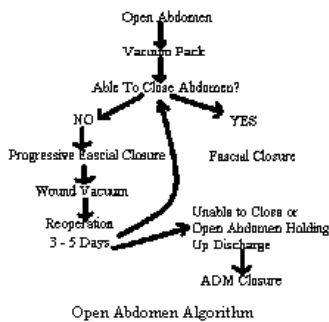 Open Abdomen
Vacuum Pack
Able To Close Abdomen?
NO
YES
Progressive Fascial Closure
Fascial Closure
Wound Vacuum
Reoperation
3 - 5 Days
Unable to Close or
Open Abdomen Holding
Up Discharge
ADM Closure
Open Abdomen Algorithm